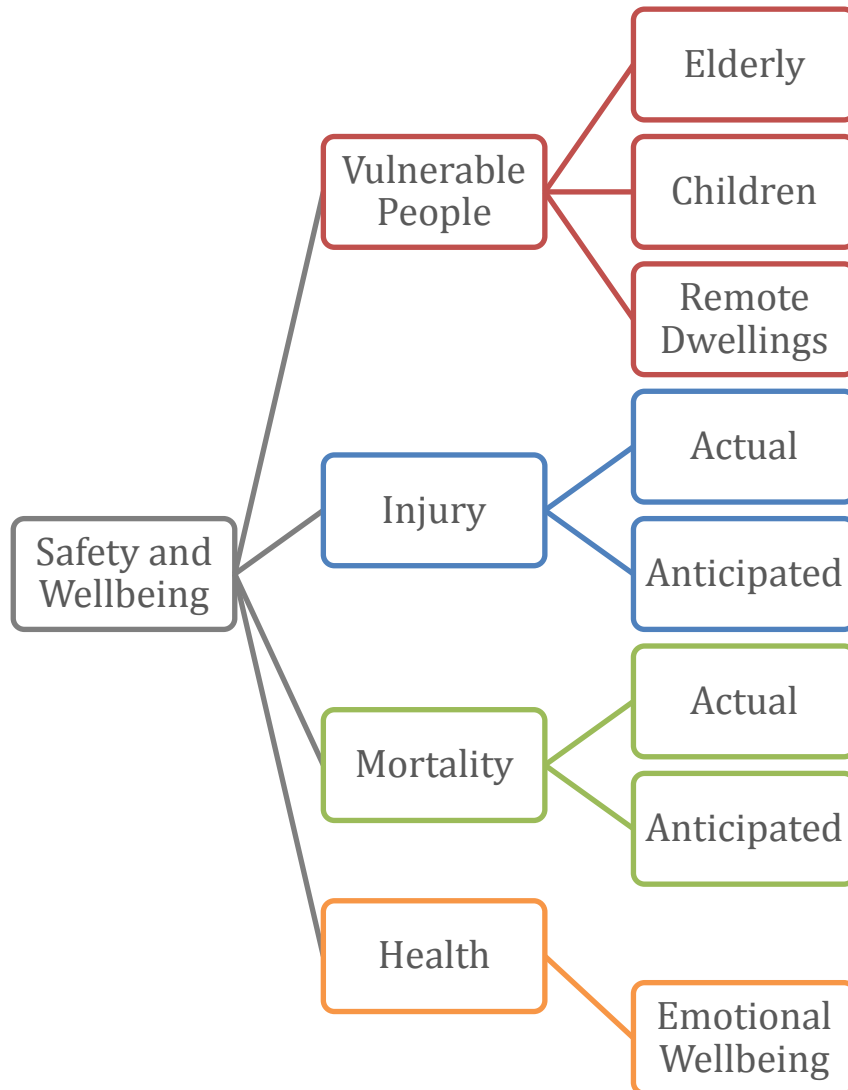 Safety and
Wellbeing
Vulnerable
People
Elderly
Children
Remote
Dwellings
Injury
Actual
Anticipated
Mortality
Actual
Anticipated
Health
Emotional
Wellbeing